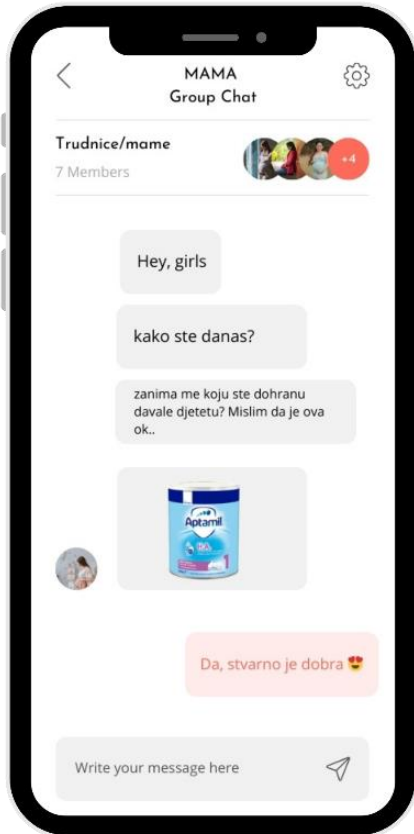 MAMA
Group Chat
Trudnice/mame
7 Members
+4
Hey, girls
kako ste danas?
zanima me koju ste dohranu
davale djetetu? Mislim da je ova
ok..
Aptamil
1
Da, stvarno je dobra 😍
Write your message here